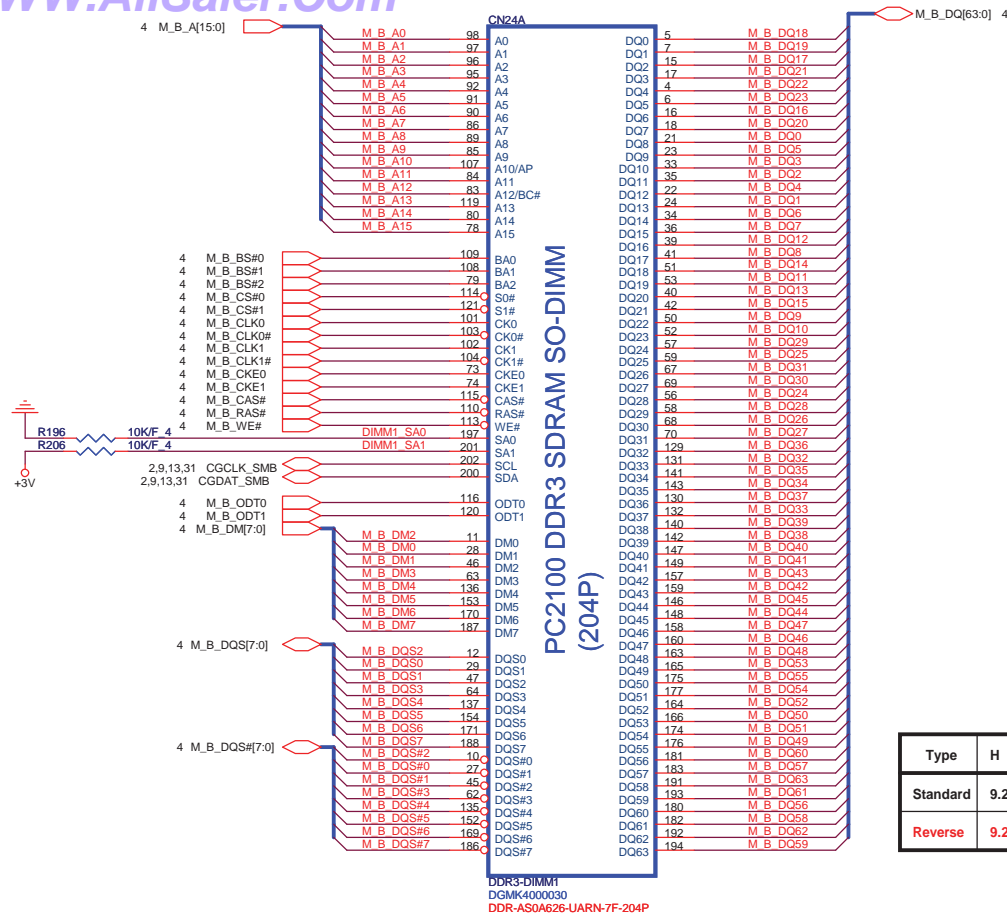 WWW.AliSaler.Com
4 M_B_A[15:0]
CN24A
M_B_DQ[63:0] 4
M_B_A0 98 A0
M_B_A1 97 A1
M_B_A2 96 A2
M_B_A3 95 A3
M_B_A4 92 A4
M_B_A5 91 A5
M_B_A6 90 A6
M_B_A7 86 A7
M_B_A8 89 A8
M_B_A9 85 A9
M_B_A10 107 A10/AP
M_B_A11 84 A11
M_B_A12 83 A12/BC#
M_B_A13 119 A13
M_B_A14 80 A14
M_B_A15 78 A15
4 M_B_BS#0 109 BA0
4 M_B_BS#1 108 BA1
4 M_B_BS#2 79 BA2
4 M_B_CS#0 114 S0#
4 M_B_CS#1 121 S1#
4 M_B_CLK0 101 CK0
4 M_B_CLK0# 103 CK0#
4 M_B_CLK1 102 CK1
4 M_B_CLK1# 104 CK1#
4 M_B_CKE0 73 CKE0
4 M_B_CKE1 74 CKE1
4 M_B_CAS# 115 CAS#
4 M_B_RAS# 110 RAS#
4 M_B_WE# 113 WE#
R196 10K/F_4 DIMM1_SA0 197 SA0
R206 10K/F_4 DIMM1_SA1 201 SA1
+3V
2,9,13,31 CGCLK_SMB 202 SCL
2,9,13,31 CGDAT_SMB 200 SDA
4 M_B_ODT0 116 ODT0
4 M_B_ODT1 120 ODT1
4 M_B_DM[7:0]
M_B_DM2 11 DM0
M_B_DM0 28 DM1
M_B_DM1 46 DM2
M_B_DM3 63 DM3
M_B_DM4 136 DM4
M_B_DM5 153 DM5
M_B_DM6 170 DM6
M_B_DM7 187 DM7
4 M_B_DQS[7:0]
M_B_DQS2 12 DQS0
M_B_DQS0 29 DQS1
M_B_DQS1 47 DQS2
M_B_DQS3 64 DQS3
M_B_DQS4 137 DQS4
M_B_DQS5 154 DQS5
M_B_DQS6 171 DQS6
M_B_DQS7 188 DQS7
4 M_B_DQS#[7:0]
M_B_DQS#2 10 DQS#0
M_B_DQS#0 27 DQS#1
M_B_DQS#1 45 DQS#2
M_B_DQS#3 62 DQS#3
M_B_DQS#4 135 DQS#4
M_B_DQS#5 152 DQS#5
M_B_DQS#6 169 DQS#6
M_B_DQS#7 186 DQS#7
PC2100 DDR3 SDRAM SO-DIMM
(204P)
DQ0 5 M_B_DQ18
DQ1 7 M_B_DQ19
DQ2 15 M_B_DQ17
DQ3 17 M_B_DQ21
DQ4 4 M_B_DQ22
DQ5 6 M_B_DQ23
DQ6 16 M_B_DQ16
DQ7 18 M_B_DQ20
DQ8 21 M_B_DQ0
DQ9 23 M_B_DQ5
DQ10 33 M_B_DQ3
DQ11 35 M_B_DQ2
DQ12 22 M_B_DQ4
DQ13 24 M_B_DQ1
DQ14 34 M_B_DQ6
DQ15 36 M_B_DQ7
DQ16 39 M_B_DQ12
DQ17 41 M_B_DQ8
DQ18 51 M_B_DQ14
DQ19 53 M_B_DQ11
DQ20 40 M_B_DQ13
DQ21 42 M_B_DQ15
DQ22 50 M_B_DQ9
DQ23 52 M_B_DQ10
DQ24 57 M_B_DQ29
DQ25 59 M_B_DQ25
DQ26 67 M_B_DQ31
DQ27 69 M_B_DQ30
DQ28 56 M_B_DQ24
DQ29 58 M_B_DQ28
DQ30 68 M_B_DQ26
DQ31 70 M_B_DQ27
DQ32 129 M_B_DQ36
DQ33 131 M_B_DQ32
DQ34 141 M_B_DQ35
DQ35 143 M_B_DQ34
DQ36 130 M_B_DQ37
DQ37 132 M_B_DQ33
DQ38 140 M_B_DQ39
DQ39 142 M_B_DQ38
DQ40 147 M_B_DQ40
DQ41 149 M_B_DQ41
DQ42 157 M_B_DQ43
DQ43 159 M_B_DQ42
DQ44 146 M_B_DQ45
DQ45 148 M_B_DQ44
DQ46 158 M_B_DQ47
DQ47 160 M_B_DQ46
DQ48 163 M_B_DQ48
DQ49 165 M_B_DQ53
DQ50 175 M_B_DQ55
DQ51 177 M_B_DQ54
DQ52 164 M_B_DQ52
DQ53 166 M_B_DQ50
DQ54 174 M_B_DQ51
DQ55 176 M_B_DQ49
DQ56 181 M_B_DQ60
DQ57 183 M_B_DQ57
DQ58 191 M_B_DQ63
DQ59 193 M_B_DQ61
DQ60 180 M_B_DQ56
DQ61 182 M_B_DQ58
DQ62 192 M_B_DQ62
DQ63 194 M_B_DQ59
Type H
Standard 9.2
Reverse 9.2
DDR3-DIMM1
DGMK4000030
DDR-AS0A626-UARN-7F-204P